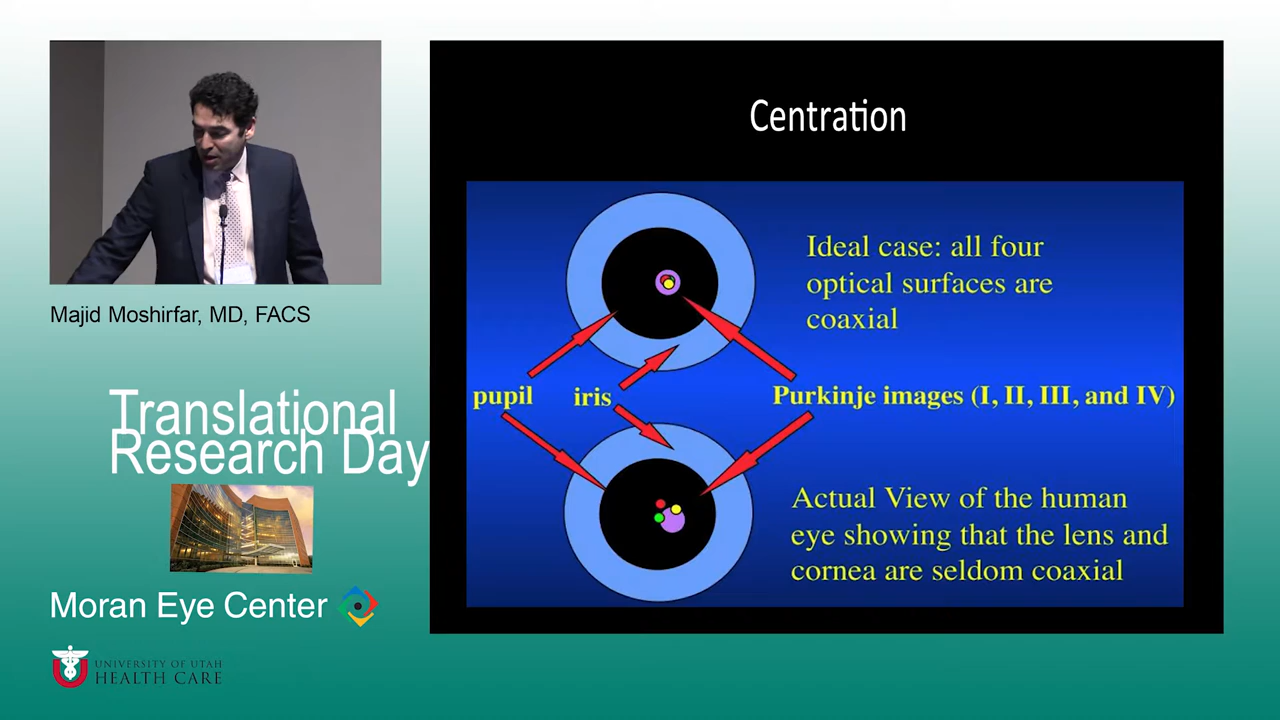 Centration
Ideal case: all four
optical surfaces are
coaxial
pupil
iris
Purkinje images (I, II, III, and IV)
Actual View of the human
eye showing that the lens and
cornea are seldom coaxial
Majid Moshirfar, MD, FACS
Translational
Research Day
Moran Eye Center
U
UNIVERSITY OF UTAH
HEALTH CARE